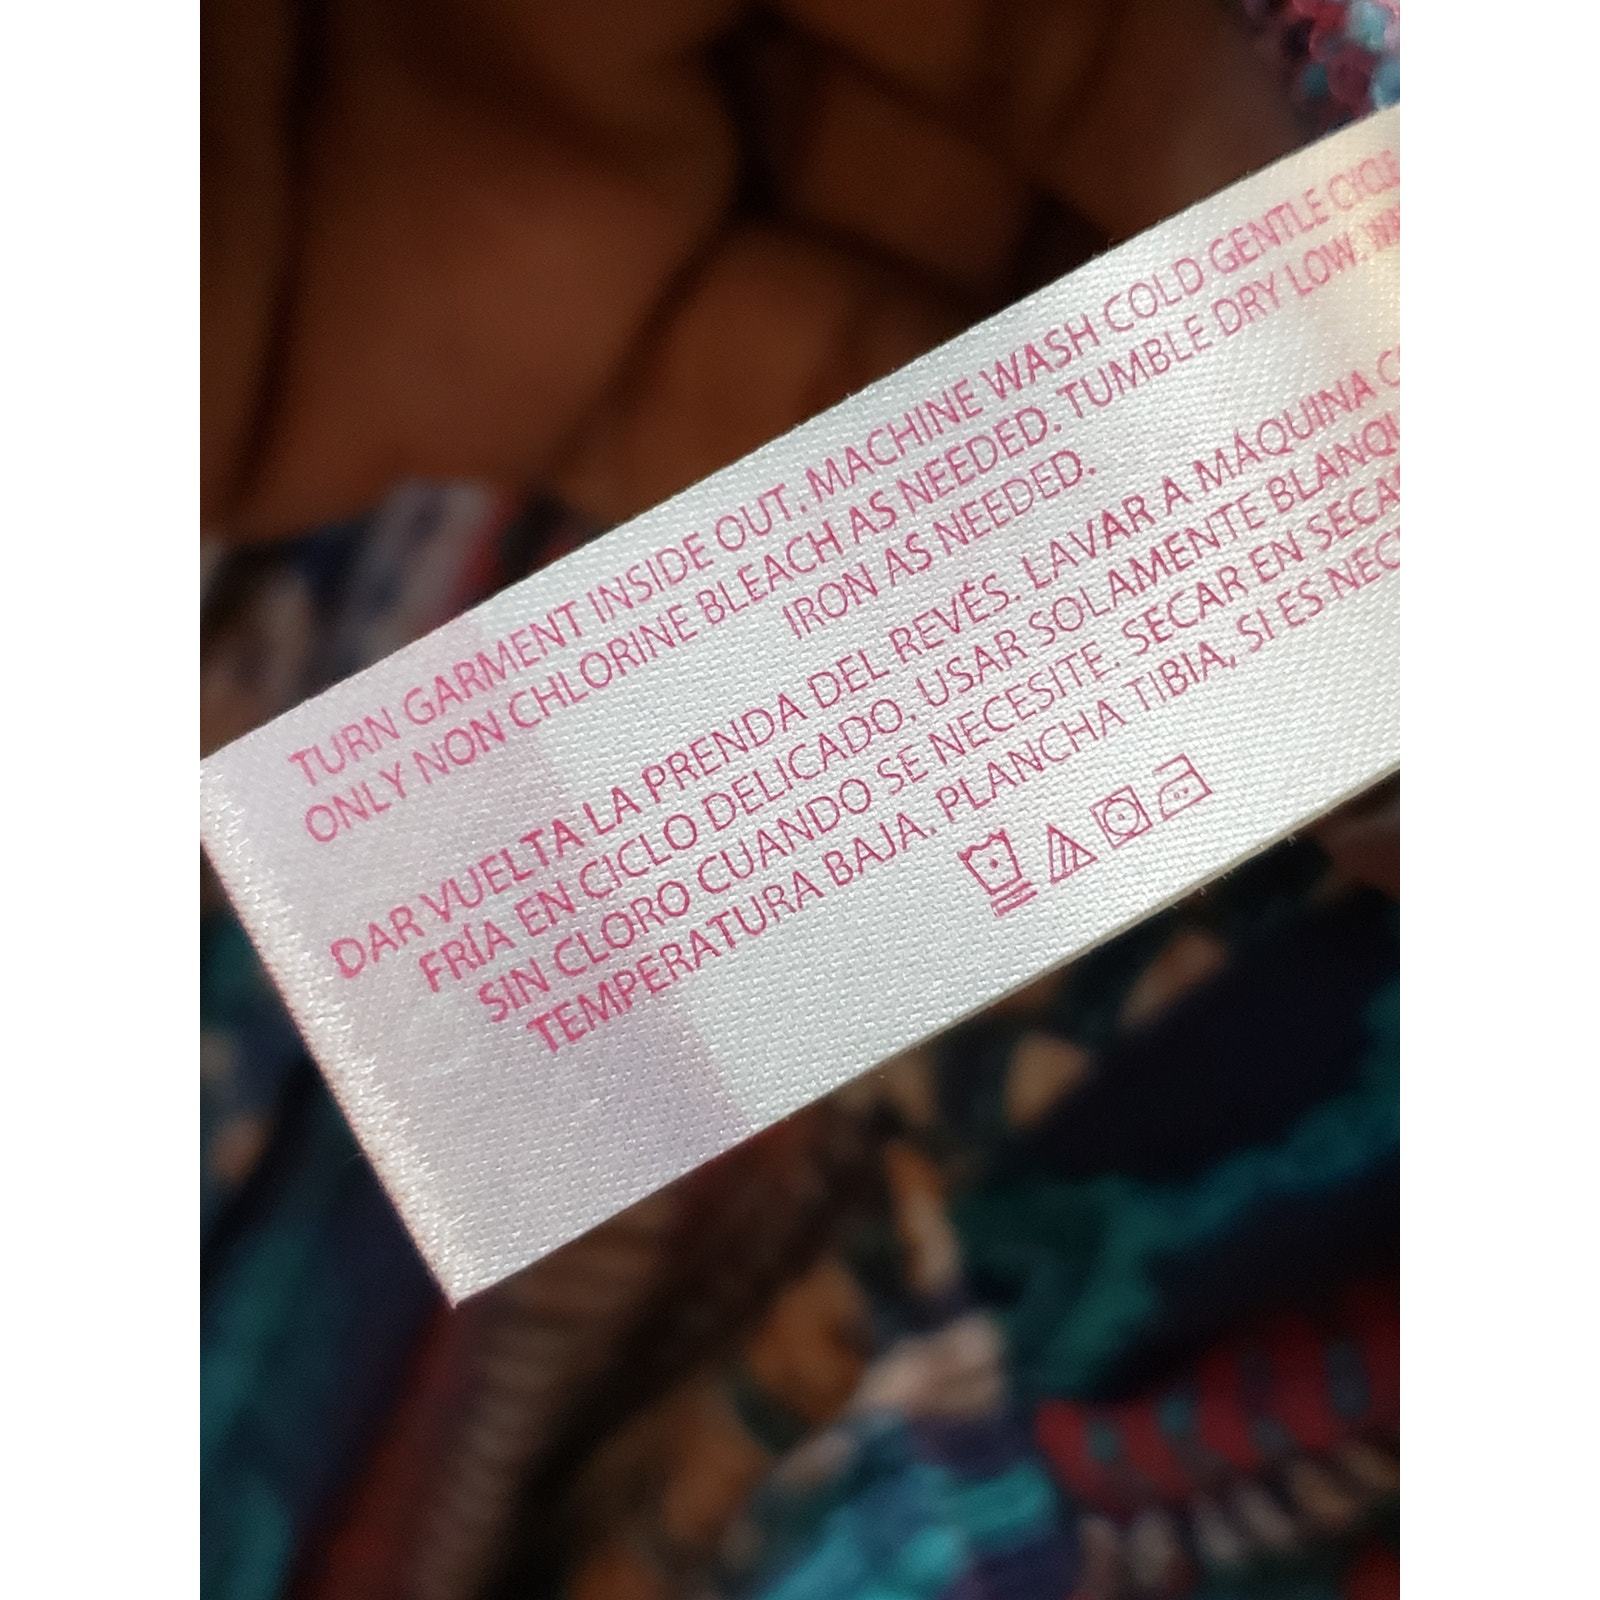 TURN GARMENT INSIDE OUT. MACHINE WASH COLD GENTLE CYCLE.
ONLY NON CHLORINE BLEACH AS NEEDED. TUMBLE DRY LOW.
IRON AS NEEDED.
DAR VUELTA LA PRENDA DEL REVÉS. LAVAR A MÁQUINA
FRÍA EN CICLO DELICADO. USAR SOLAMENTE
SIN CLORO CUANDO SE NECESITE. SECAR EN
TEMPERATURA BAJA. PLANCHA TIBIA, SI ES